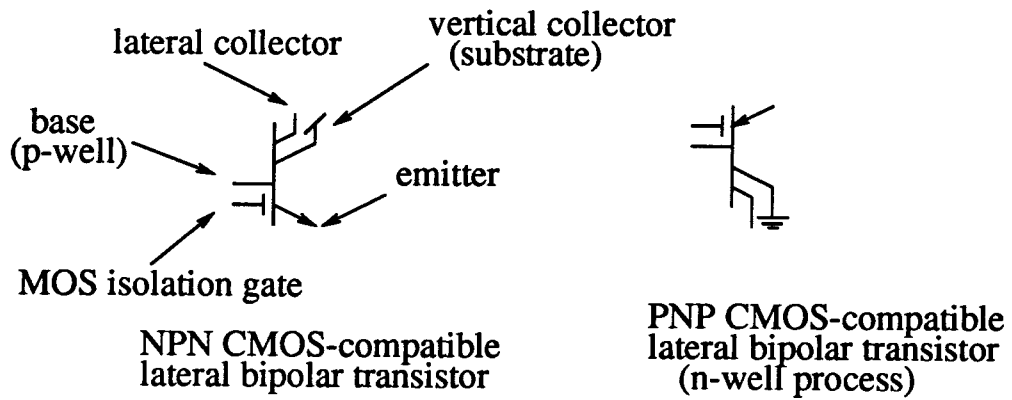 lateral collector
vertical collector
(substrate)
base
(p-well)
emitter
MOS isolation gate
NPN CMOS-compatible
lateral bipolar transistor
PNP CMOS-compatible
lateral bipolar transistor
(n-well process)